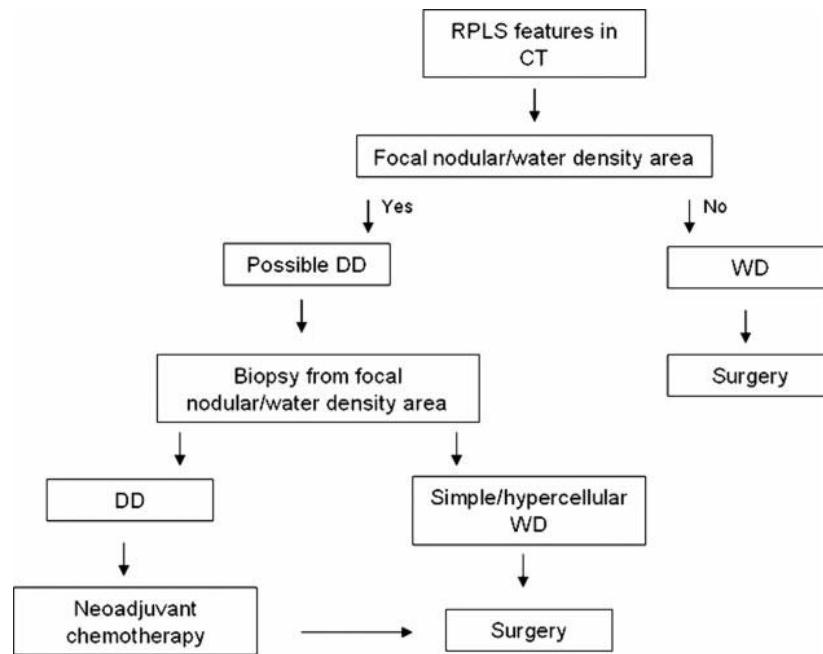 RPLS features in
CT
Focal nodular/water density area
Yes
No
Possible DD
WD
Biopsy from focal
nodular/water density area
Surgery
DD
Simple/hypercellular
WD
Neoadjuvant
chemotherapy
Surgery